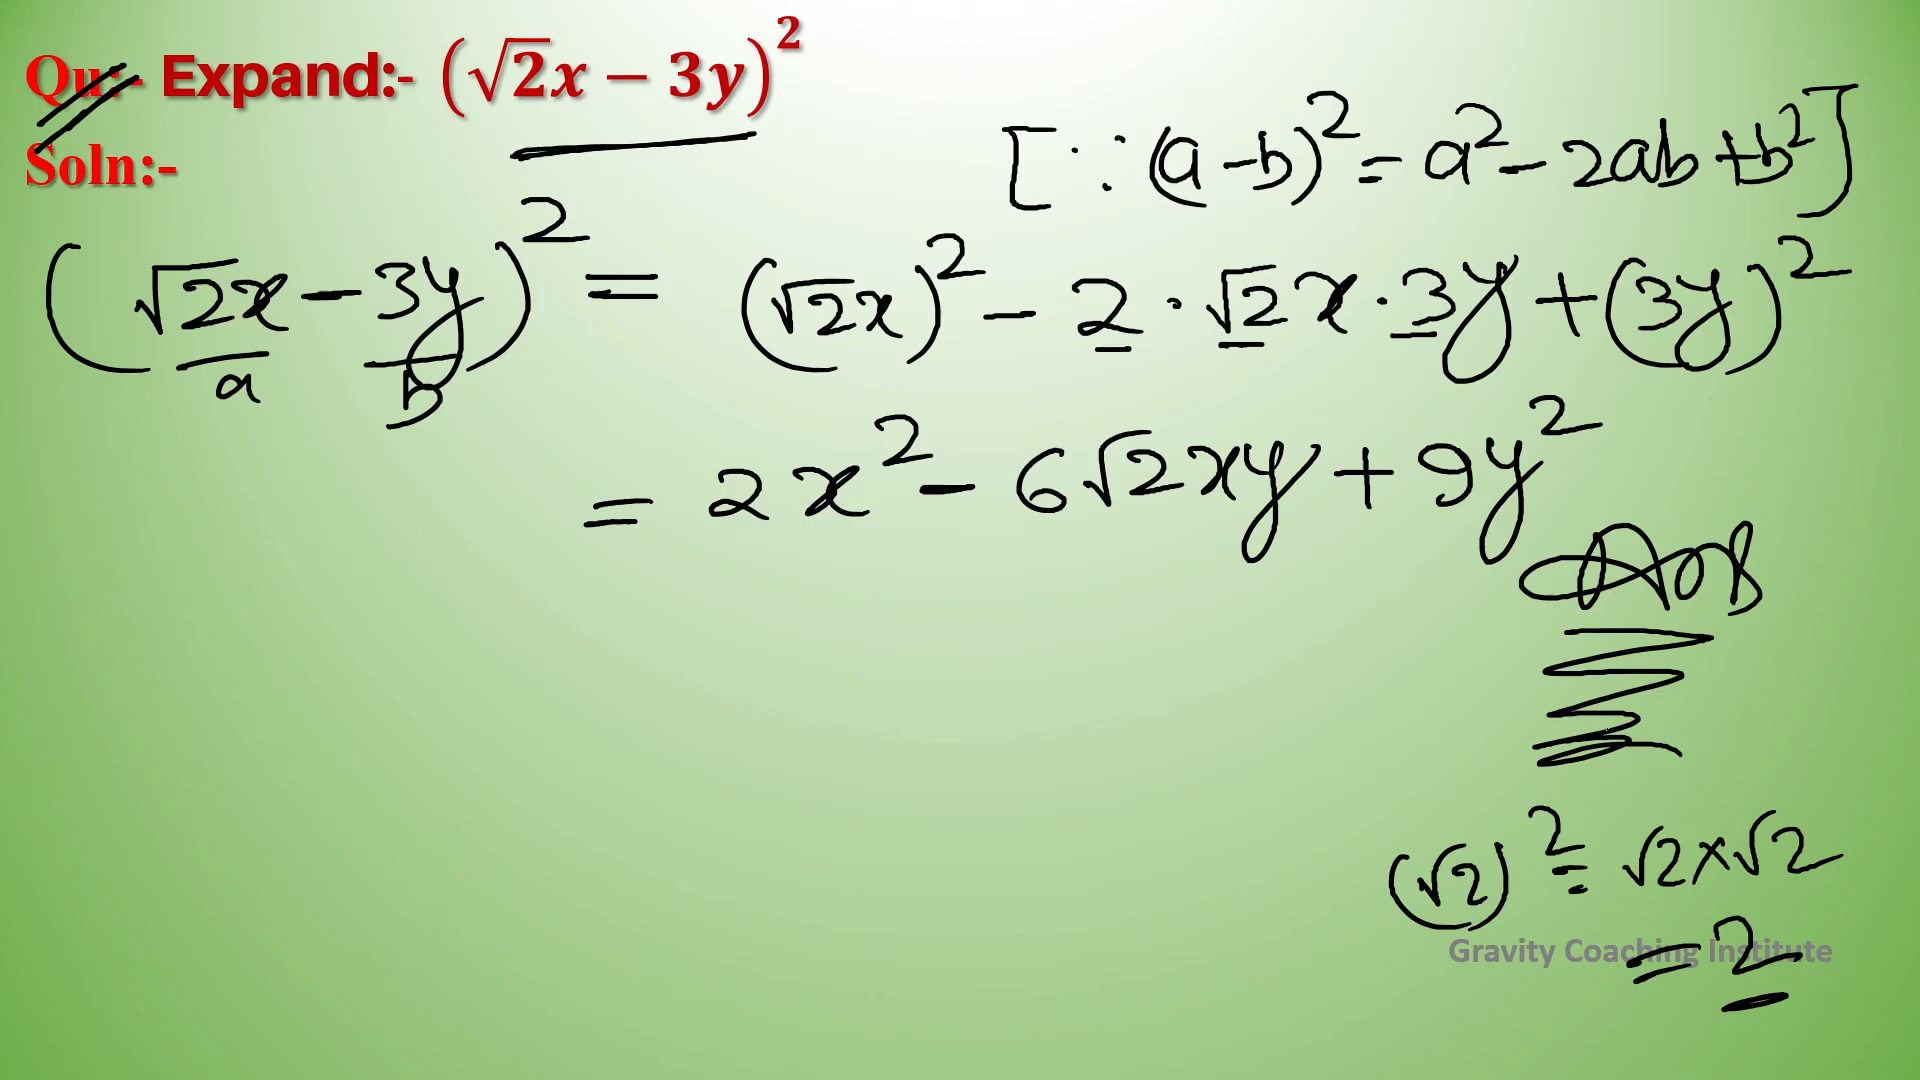 Qu:- Expand:- (√2x − 3y)²
Soln:-
[∵ (a − b)² = a² − 2ab + b²]
(√2x − 3y)² = (√2x)² − 2 · √2x · 3y + (3y)²
a b
= 2x² − 6√2xy + 9y²
Ans
(√2)² = √2 × √2
= 2
Gravity Coaching Institute